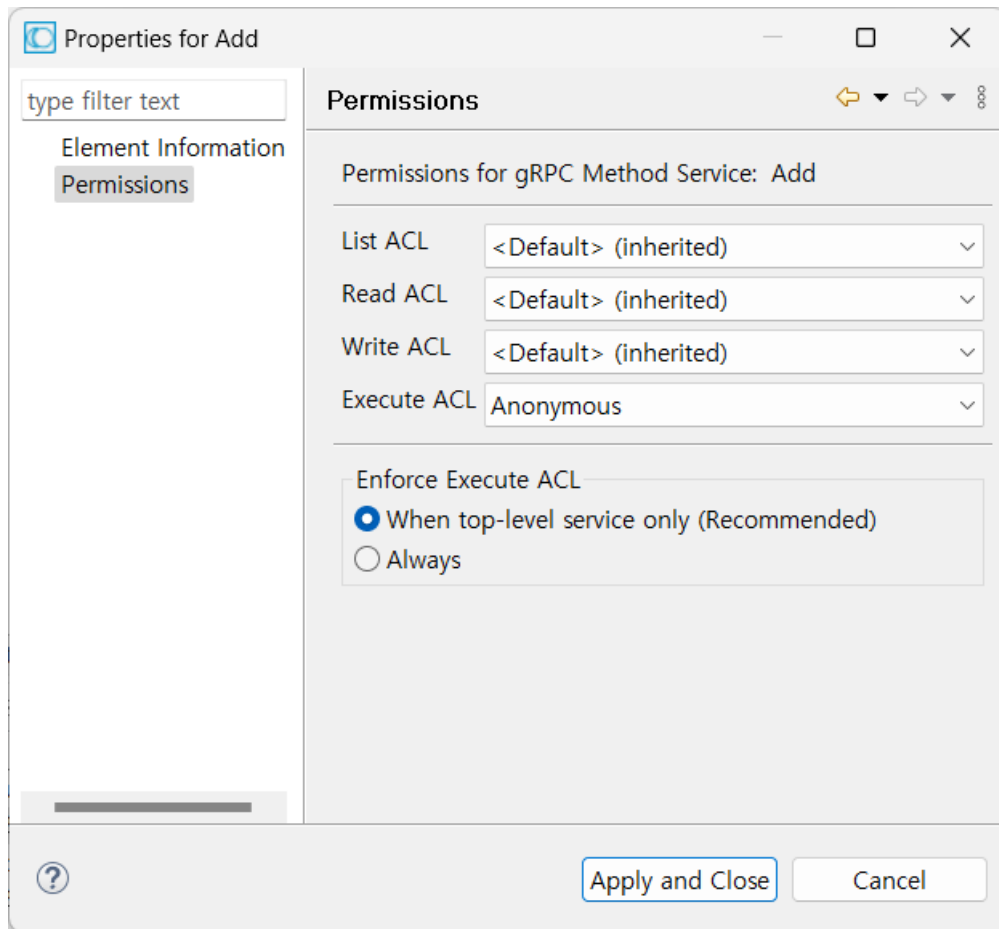 Properties for Add
type filter text
Element Information
Permissions
Permissions
Permissions for gRPC Method Service: Add
List ACL <Default> (inherited)
Read ACL <Default> (inherited)
Write ACL <Default> (inherited)
Execute ACL Anonymous
Enforce Execute ACL
When top-level service only (Recommended)
Always
? Apply and Close Cancel